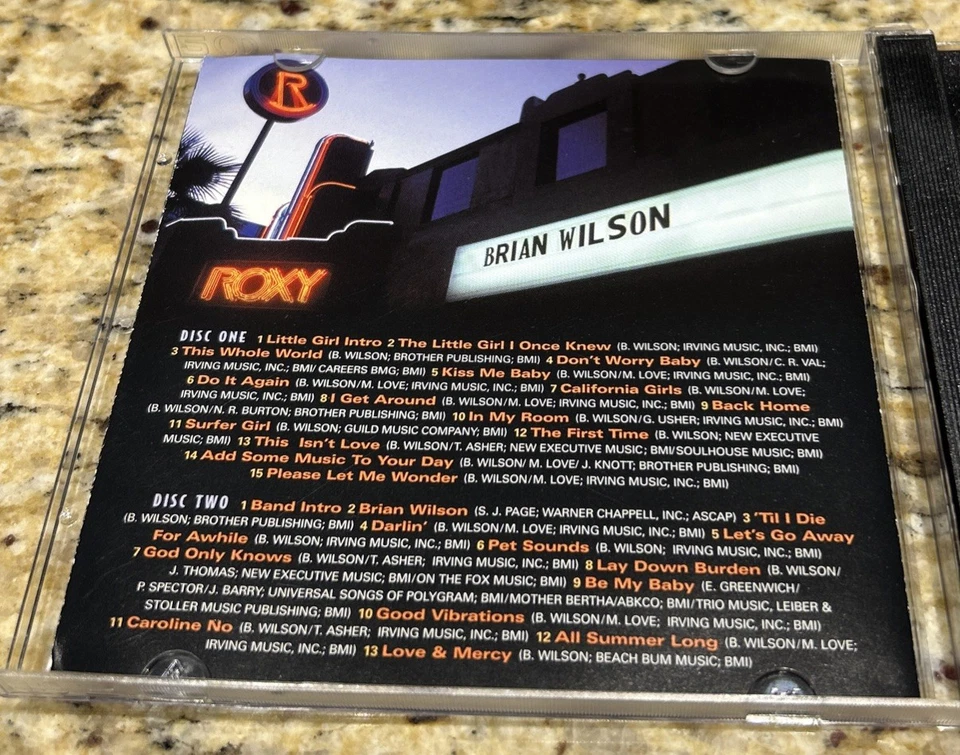 R
ROXY
BRIAN WILSON
DISC ONE 1 Little Girl Intro 2 The Little Girl I Once Knew (B. WILSON; IRVING MUSIC, INC.; BMI)
3 This Whole World (B. WILSON; BROTHER PUBLISHING; BMI) 4 Don't Worry Baby (B. WILSON/C. R. VAL;
IRVING MUSIC, INC.; BMI/ CAREERS BMG; BMI) 5 Kiss Me Baby (B. WILSON/M. LOVE; IRVING MUSIC, INC.; BMI)
6 Do It Again (B. WILSON/M. LOVE; IRVING MUSIC, INC.; BMI) 7 California Girls (B. WILSON/M. LOVE;
IRVING MUSIC, INC.; BMI) 8 I Get Around (B. WILSON/M. LOVE; IRVING MUSIC, INC.; BMI) 9 Back Home
(B. WILSON/N. R. BURTON; BROTHER PUBLISHING; BMI) 10 In My Room (B. WILSON/G. USHER; IRVING MUSIC, INC.; BMI)
11 Surfer Girl (B. WILSON; GUILD MUSIC COMPANY; BMI) 12 The First Time (B. WILSON; NEW EXECUTIVE
MUSIC; BMI) 13 This Isn't Love (B. WILSON/T. ASHER; NEW EXECUTIVE MUSIC; BMI/SOULHOUSE MUSIC; BMI)
14 Add Some Music To Your Day (B. WILSON/ M. LOVE/ J. KNOTT; BROTHER PUBLISHING; BMI)
15 Please Let Me Wonder (B. WILSON/M. LOVE; IRVING MUSIC, INC.; BMI)
DISC TWO 1 Band Intro 2 Brian Wilson (S. J. PAGE; WARNER CHAPPELL, INC.; ASCAP) 3 'Til I Die
(B. WILSON; BROTHER PUBLISHING; BMI) 4 Darlin' (B. WILSON/M. LOVE; IRVING MUSIC, INC.; BMI) 5 Let's Go Away
For Awhile (B. WILSON; IRVING MUSIC, INC.; BMI) 6 Pet Sounds (B. WILSON; IRVING MUSIC, INC.; BMI)
7 God Only Knows (B. WILSON/T. ASHER; IRVING MUSIC, INC.; BMI) 8 Lay Down Burden (B. WILSON/
J. THOMAS; NEW EXECUTIVE MUSIC; BMI/ON THE FOX MUSIC; BMI) 9 Be My Baby (E. GREENWICH/
P. SPECTOR/J. BARRY; UNIVERSAL SONGS OF POLYGRAM; BMI/MOTHER BERTHA/ABKCO; BMI/TRIO MUSIC, LEIBER &
STOLLER MUSIC PUBLISHING; BMI) 10 Good Vibrations (B. WILSON/M. LOVE; IRVING MUSIC, INC.; BMI)
11 Caroline No (B. WILSON/T. ASHER; IRVING MUSIC, INC.; BMI) 12 All Summer Long (B. WILSON/M. LOVE;
IRVING MUSIC, INC.; BMI) 13 Love & Mercy (B. WILSON; BEACH BUM MUSIC; BMI)